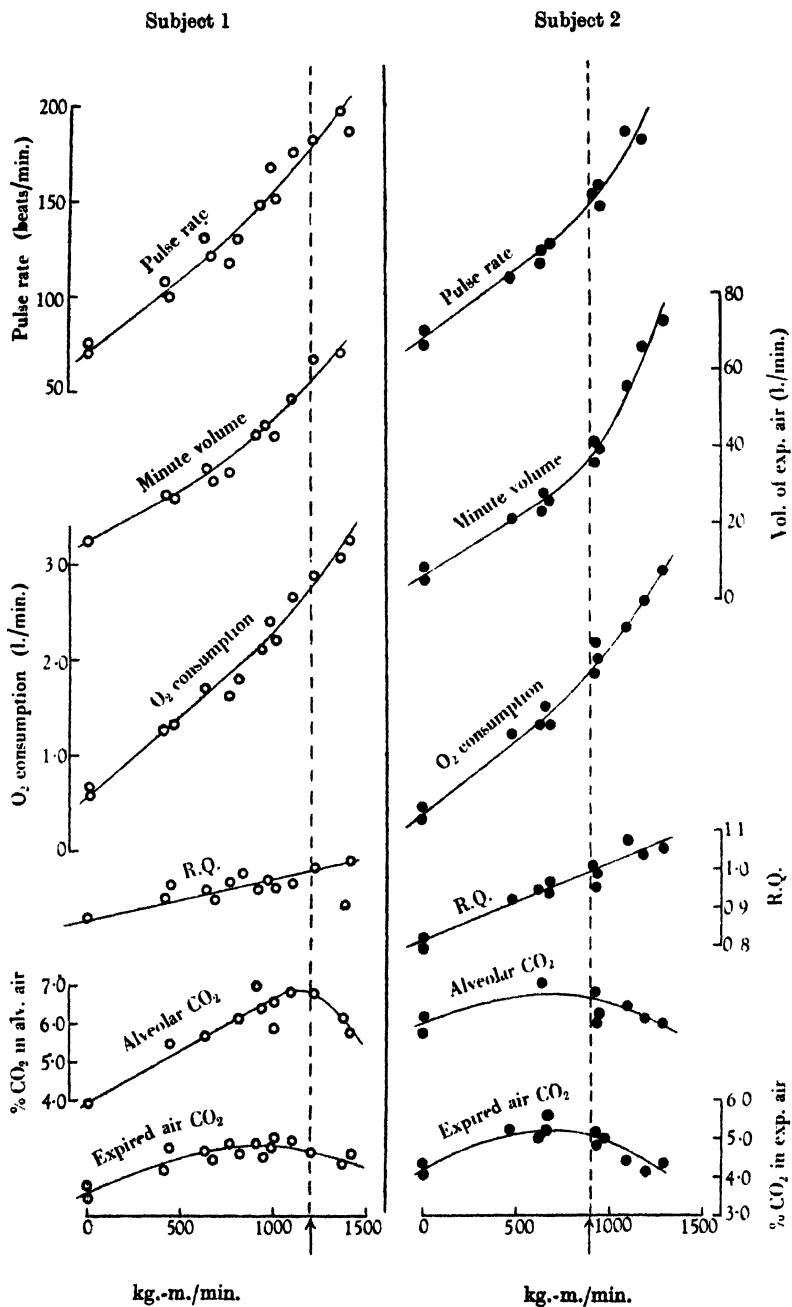 Subject 1
Subject 2
Pulse rate (beats/min.)
200
150
100
50
Pulse rate
Pulse rate
Minute volume
Minute volume
80
60
40
20
0
Vol. of exp. air (l./min.)
O₂ consumption (l./min.)
3·0
2·0
1·0
0
O₂ consumption
O₂ consumption
R.Q.
R.Q.
1·1
1·0
0·9
0·8
R.Q.
% CO₂ in alv. air
7·0
6·0
5·0
4·0
Alveolar CO₂
Alveolar CO₂
Expired air CO₂
Expired air CO₂
6·0
5·0
4·0
3·0
% CO₂ in exp. air
0 500 1000 1500
0 500 1000 1500
kg.-m./min.
kg.-m./min.